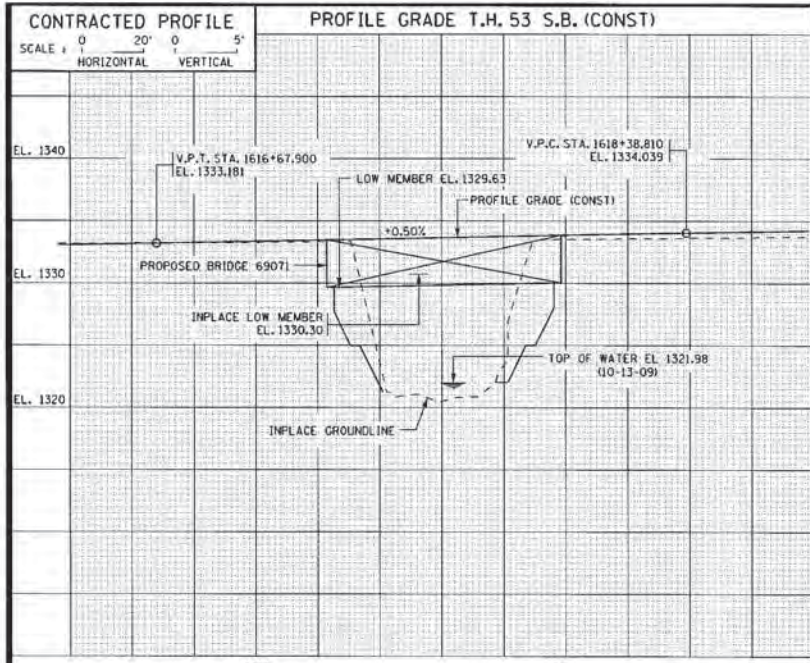 CONTRACTED PROFILE
SCALE : 0 20' 0 5'
HORIZONTAL VERTICAL
PROFILE GRADE T.H. 53 S.B. (CONST)
EL. 1340
V.P.T. STA. 1616+67.900
EL. 1333.181
V.P.C. STA. 1618+38.810
EL. 1334.039
LOW MEMBER EL. 1329.63
PROFILE GRADE (CONST)
+0.50%
PROPOSED BRIDGE 69071
EL. 1330
INPLACE LOW MEMBER
EL. 1330.30
TOP OF WATER EL 1321.98
(10-13-09)
EL. 1320
INPLACE GROUNDLINE